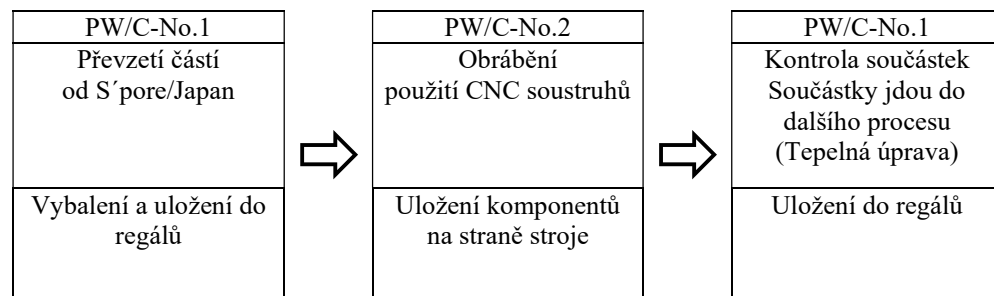 PW/C-No.1
Převzetí částí
od S´pore/Japan
Vybalení a uložení do
regálů
PW/C-No.2
Obrábění
použití CNC soustruhů
Uložení komponentů
na straně stroje
PW/C-No.1
Kontrola součástek
Součástky jdou do
dalšího procesu
(Tepelná úprava)
Uložení do regálů